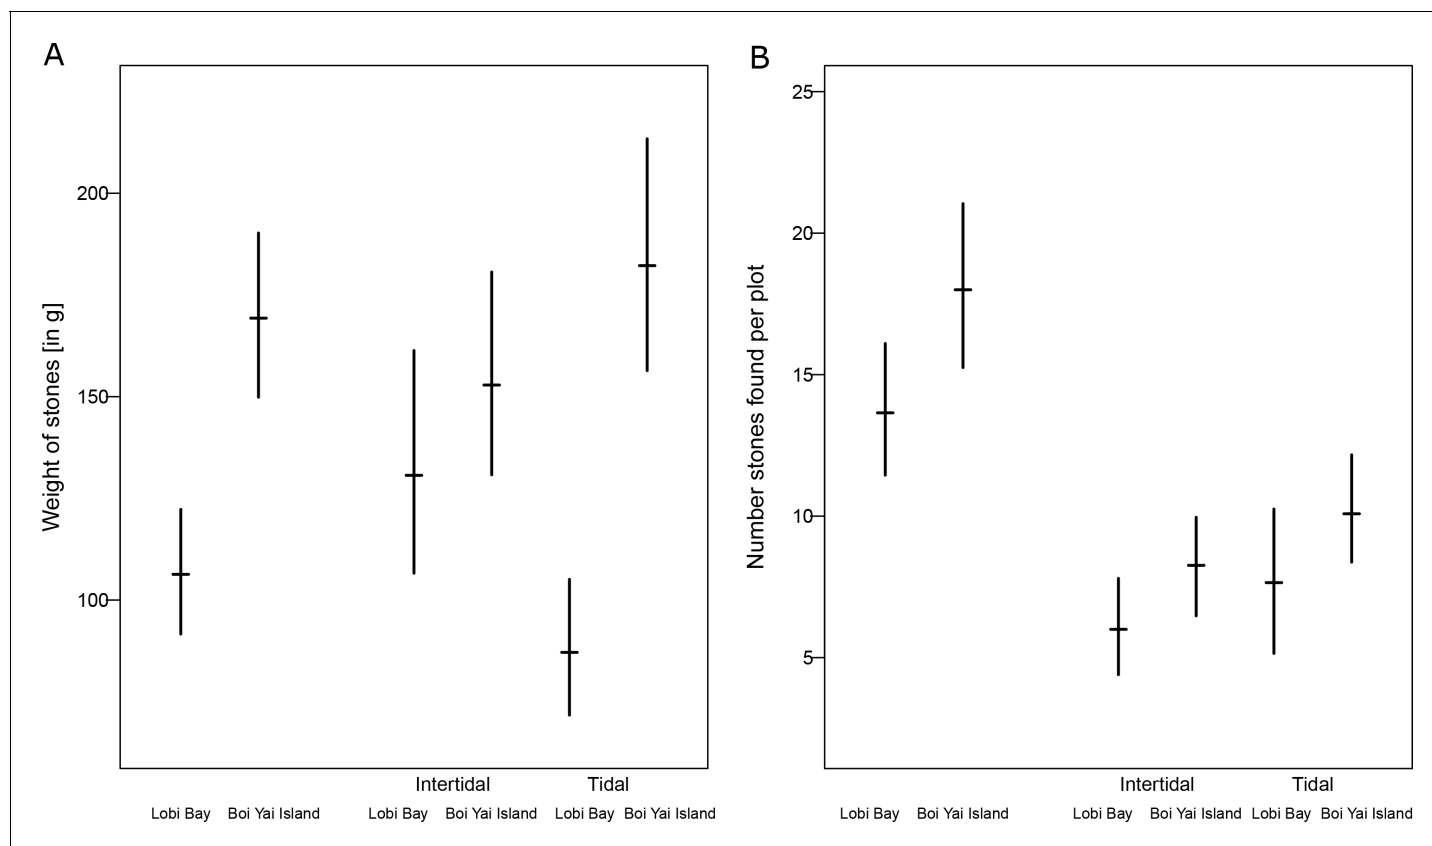 A
Weight of stones [in g]
200
150
100
Intertidal Tidal
Lobi Bay Boi Yai Island Lobi Bay Boi Yai Island Lobi Bay Boi Yai Island
B
Number stones found per plot
25
20
15
10
5
Intertidal Tidal
Lobi Bay Boi Yai Island Lobi Bay Boi Yai Island Lobi Bay Boi Yai Island